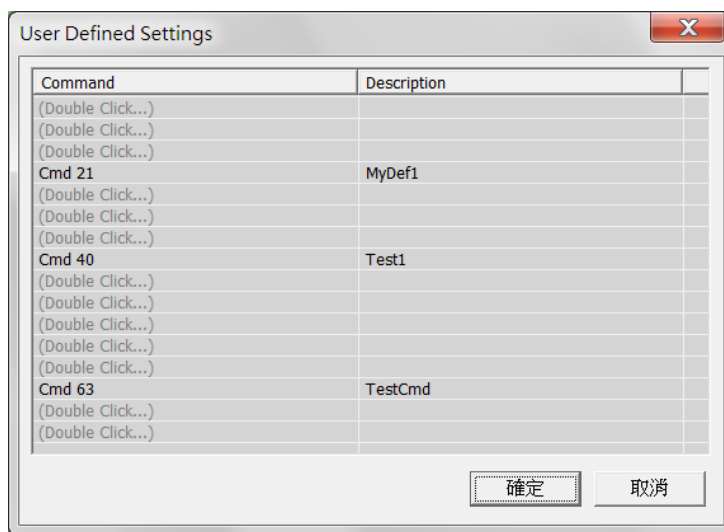 User Defined Settings
Command Description
(Double Click...)
(Double Click...)
(Double Click...)
Cmd 21 MyDef1
(Double Click...)
(Double Click...)
(Double Click...)
Cmd 40 Test1
(Double Click...)
(Double Click...)
(Double Click...)
(Double Click...)
(Double Click...)
Cmd 63 TestCmd
(Double Click...)
(Double Click...)
確定 取消